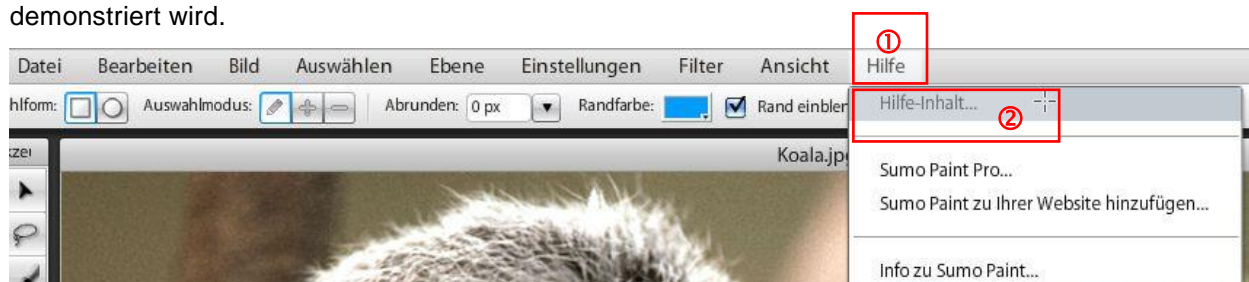 demonstriert wird.
①
Datei Bearbeiten Bild Auswählen Ebene Einstellungen Filter Ansicht Hilfe
hlform: Auswahlmodus: Abrunden: 0 px Randfarbe: Rand einblen
Hilfe-Inhalt...
②
kzei Koala.jpg
Sumo Paint Pro...
Sumo Paint zu Ihrer Website hinzufügen...
Info zu Sumo Paint...